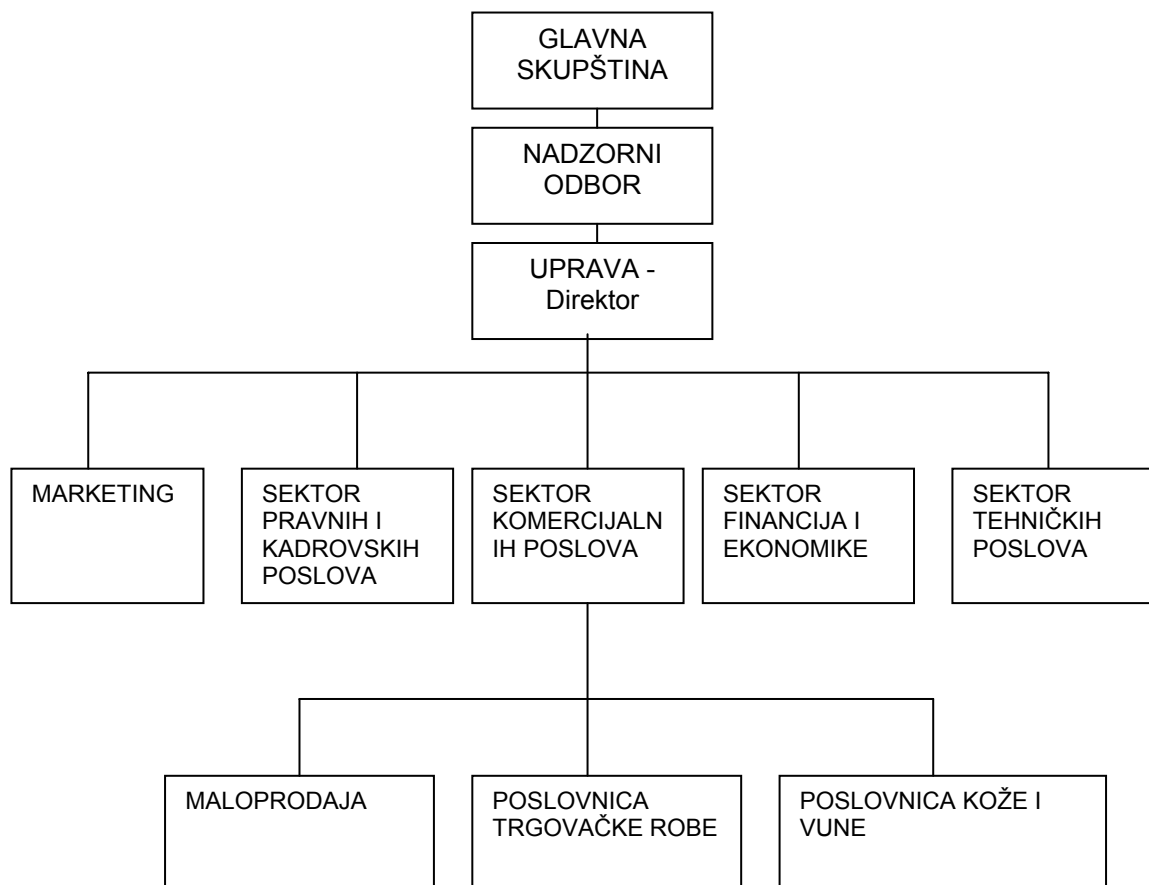 GLAVNA
SKUPŠTINA
NADZORNI
ODBOR
UPRAVA -
Direktor
MARKETING
SEKTOR
PRAVNIH I
KADROVSKIH
POSLOVA
SEKTOR
KOMERCIJALN
IH POSLOVA
SEKTOR
FINANCIJA I
EKONOMIKE
SEKTOR
TEHNIČKIH
POSLOVA
MALOPRODAJA
POSLOVNICA
TRGOVAČKE ROBE
POSLOVNICA KOŽE I
VUNE